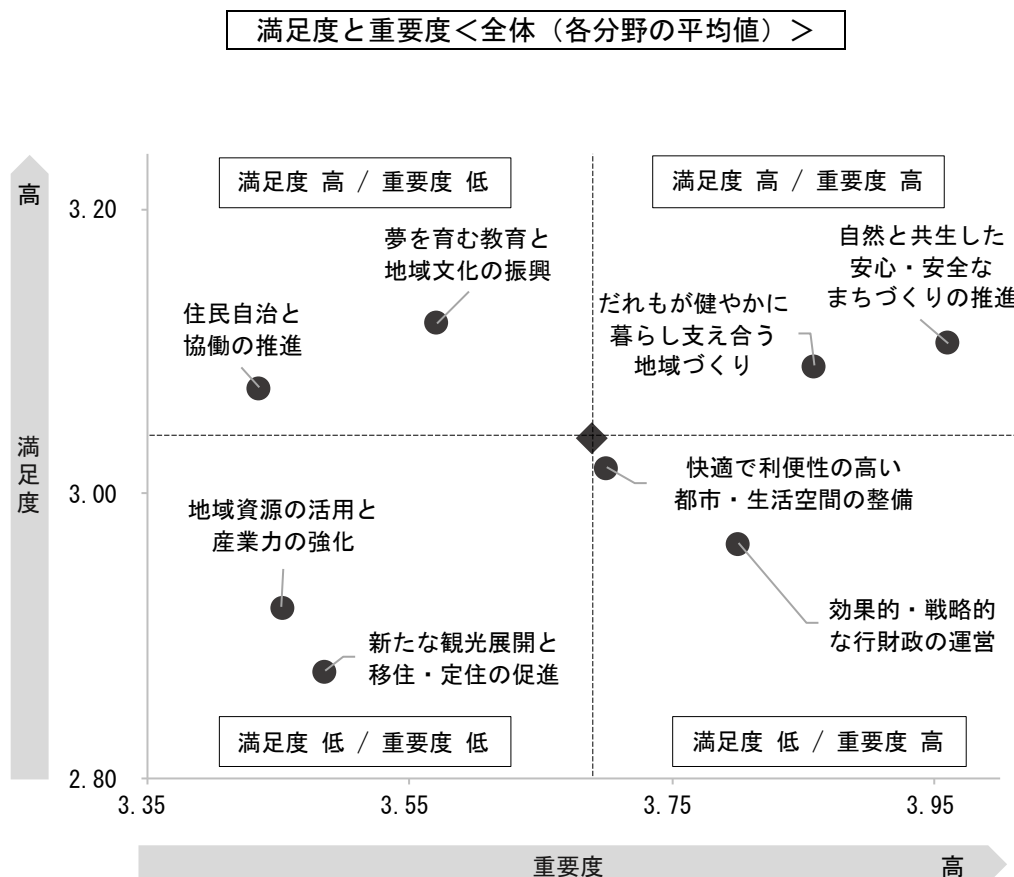 満足度と重要度＜全体（各分野の平均値）＞
高
満足度
満足度 高 / 重要度 低
満足度 高 / 重要度 高
3.20
夢を育む教育と
地域文化の振興
自然と共生した
安心・安全な
まちづくりの推進
住民自治と
協働の推進
だれもが健やかに
暮らし支え合う
地域づくり
3.00
快適で利便性の高い
都市・生活空間の整備
地域資源の活用と
産業力の強化
効果的・戦略的
な行財政の運営
新たな観光展開と
移住・定住の促進
満足度 低 / 重要度 低
満足度 低 / 重要度 高
2.80
3.35
3.55
3.75
3.95
重要度
高